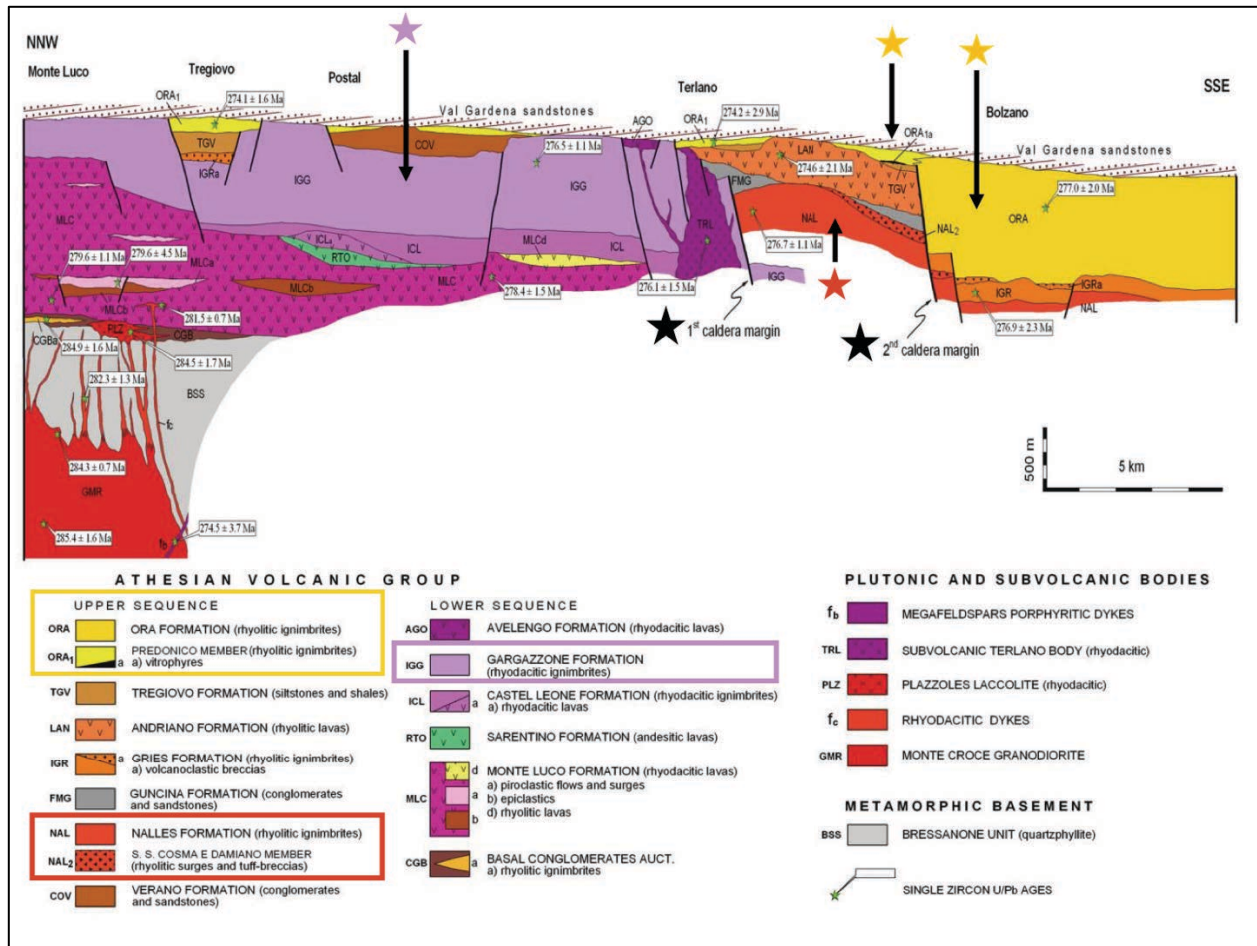 NNW
Monte Luco
Tregiovo
Postal
Terlano
Bolzano
SSE
ORA1
274.1 ± 1.6 Ma
Val Gardena sandstones
AGO
ORA1
274.2 ± 2.9 Ma
ORA1a
Val Gardena sandstones
TGV
IGRa
COV
276.5 ± 1.1 Ma
LAN
274.6 ± 2.1 Ma
TGV
FMG
277.0 ± 2.0 Ma
IGG
IGG
MLC
NAL
ORA
TRL
NAL2
276.7 ± 1.1 Ma
279.6 ± 1.1 Ma
279.6 ± 4.5 Ma
MLCa
ICLa
ICL
RTO
MLCd
ICL
MLCb
MLC
IGG
IGR
IGRa
NAL
MLCb
281.5 ± 0.7 Ma
278.4 ± 1.5 Ma
276.1 ± 1.5 Ma
1st caldera margin
2nd caldera margin
276.9 ± 2.3 Ma
CGBa
PLZ
CGB
284.9 ± 1.6 Ma
284.5 ± 1.7 Ma
282.3 ± 1.3 Ma
BSS
fc
284.3 ± 0.7 Ma
GMR
285.4 ± 1.6 Ma
274.5 ± 3.7 Ma
fb
500 m
5 km
ATHESIAN VOLCANIC GROUP
UPPER SEQUENCE
ORA ORA FORMATION (rhyolitic ignimbrites)
ORA1 a PREDONICO MEMBER (rhyolitic ignimbrites)
a) vitrophyres
TGV TREGIOVO FORMATION (siltstones and shales)
LAN ANDRIANO FORMATION (rhyolitic lavas)
IGR a GRIES FORMATION (rhyolitic ignimbrites)
a) volcanoclastic breccias
FMG GUNCINA FORMATION (conglomerates
and sandstones)
NAL NALLES FORMATION (rhyolitic ignimbrites)
NAL2 S. S. COSMA E DAMIANO MEMBER
(rhyolitic surges and tuff-breccias)
COV VERANO FORMATION (conglomerates
and sandstones)
LOWER SEQUENCE
AGO AVELENGO FORMATION (rhyodacitic lavas)
IGG GARGAZZONE FORMATION
(rhyodacitic ignimbrites)
ICL a CASTEL LEONE FORMATION (rhyodacitic ignimbrites)
a) rhyodacitic lavas
RTO SARENTINO FORMATION (andesitic lavas)
MLC d MONTE LUCO FORMATION (rhyodacitic lavas)
a a) piroclastic flows and surges
b b) epiclastics
d) rhyolitic lavas
CGB a BASAL CONGLOMERATES AUCT.
a) rhyolitic ignimbrites
PLUTONIC AND SUBVOLCANIC BODIES
fb MEGAFELDSPARS PORPHYRITIC DYKES
TRL SUBVOLCANIC TERLANO BODY (rhyodacitic)
PLZ PLAZZOLES LACCOLITE (rhyodacitic)
fc RHYODACITIC DYKES
GMR MONTE CROCE GRANODIORITE
METAMORPHIC BASEMENT
BSS BRESSANONE UNIT (quartzphyllite)
SINGLE ZIRCON U/Pb AGES